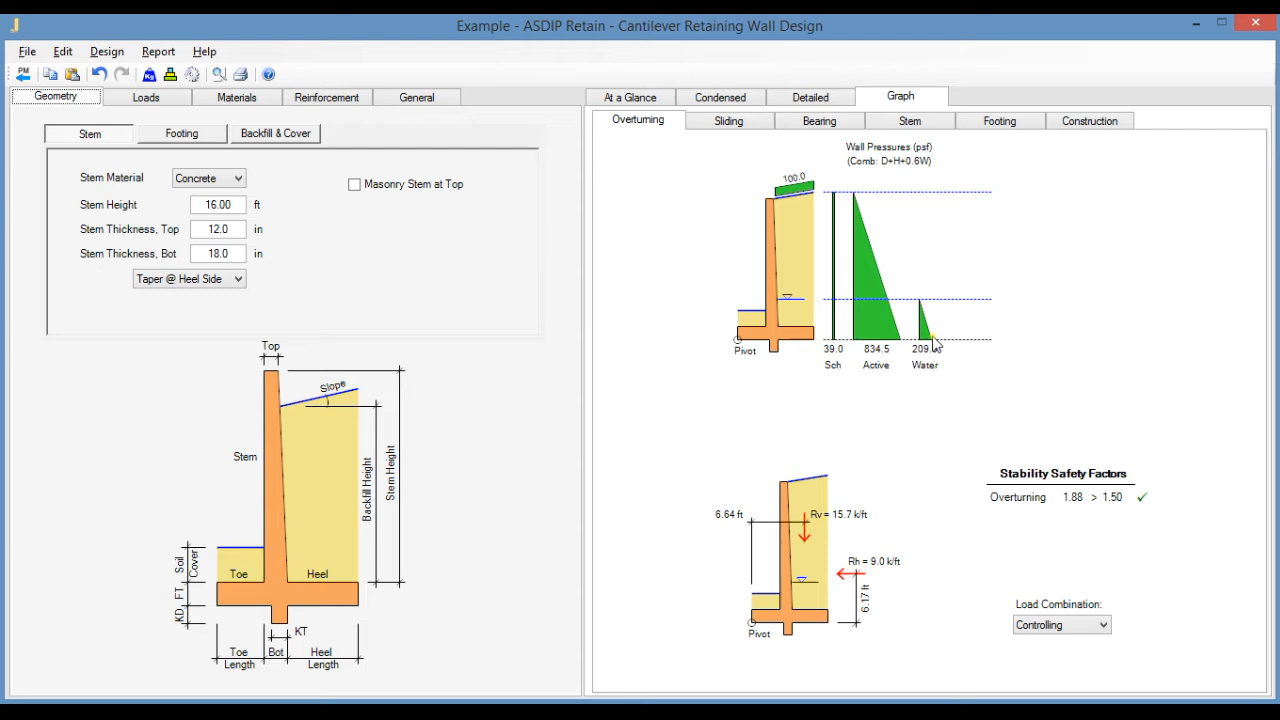 Example - ASDIP Retain - Cantilever Retaining Wall Design
File Edit Design Report Help
PM
Kg
Geometry Loads Materials Reinforcement General
At a Glance Condensed Detailed Graph
Overturning Sliding Bearing Stem Footing Construction
Stem Footing Backfill & Cover
Stem Material Concrete
Masonry Stem at Top
Stem Height 16.00 ft
Stem Thickness, Top 12.0 in
Stem Thickness, Bot 18.0 in
Taper @ Heel Side
Top
Slope
Stem
Backfill Height
Stem Height
Soil Cover
FT
KD
Toe Heel
KT
Toe Length
Bot
Heel Length
Wall Pressures (psf)
(Comb: D+H+0.6W)
100.0
Pivot
39.0 834.5
Sch Active Water
Stability Safety Factors
Overturning 1.88 > 1.50 ✓
6.64 ft
Rv = 15.7 k/ft
Rh = 9.0 k/ft
6.17 ft
Pivot
Load Combination:
Controlling